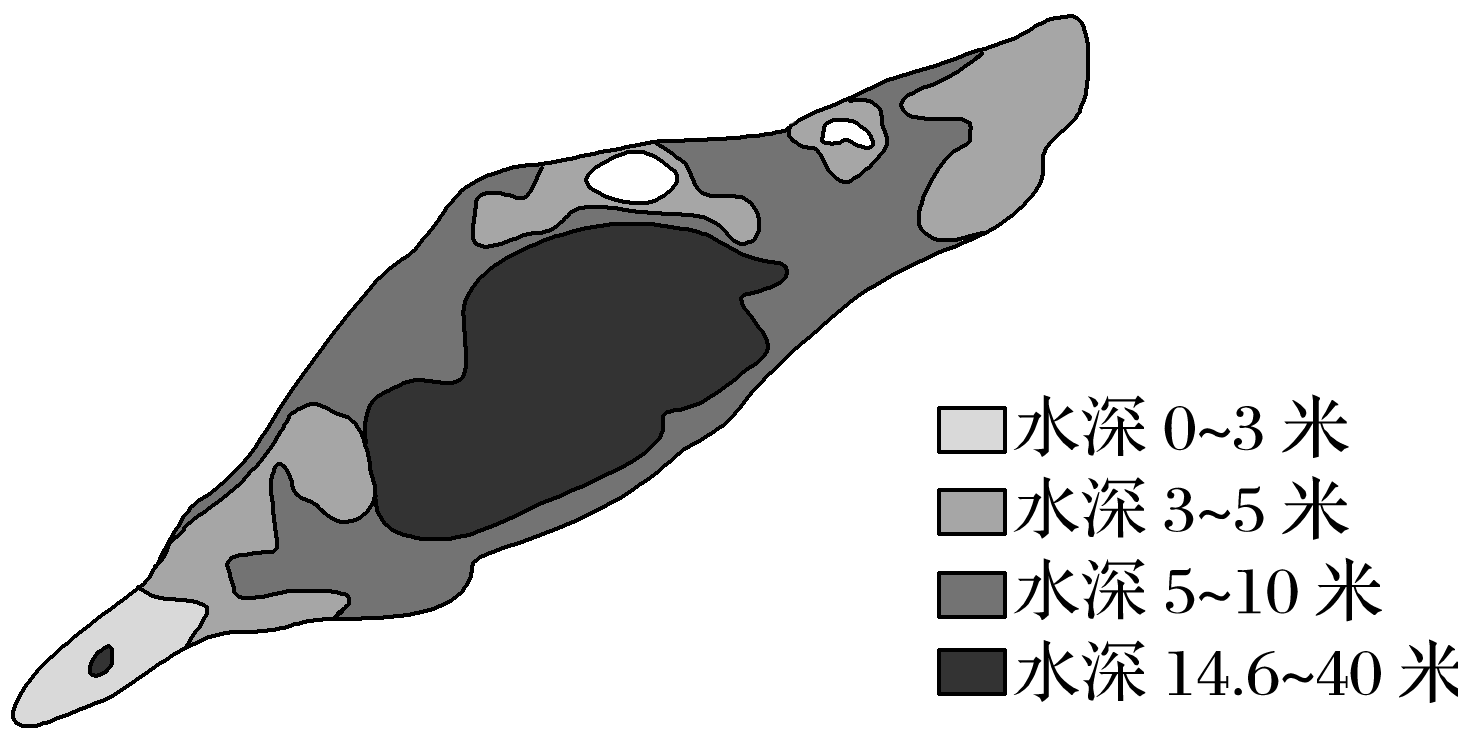 水深 0~3 米
水深 3~5 米
水深 5~10 米
水深 14.6~40 米